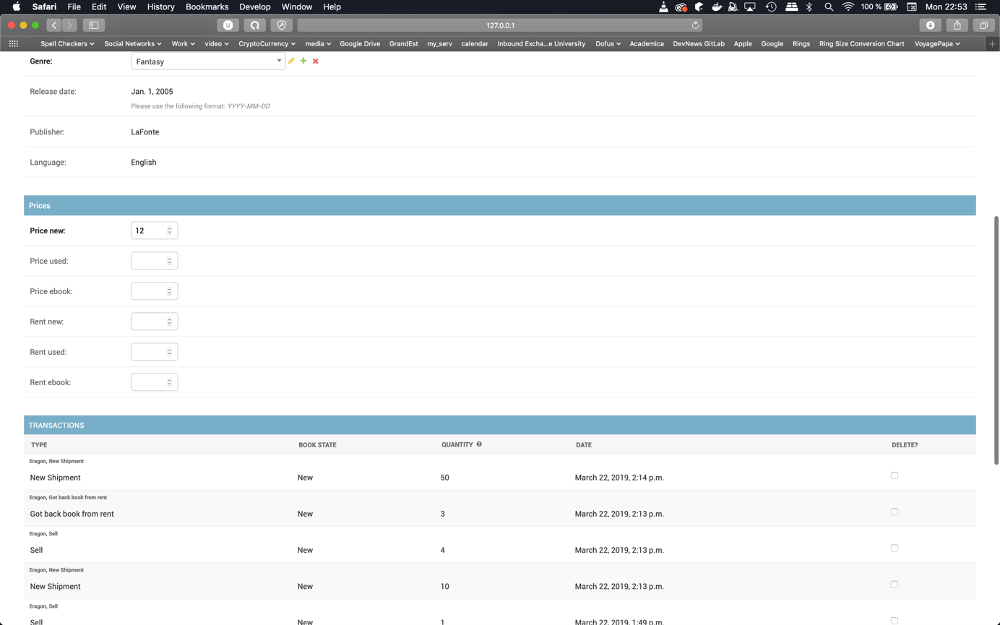 Safari File Edit View History Bookmarks Develop Window Help 100 % Mon 22:53
127.0.0.1
Spell Checkers Social Networks Work video CryptoCurrency media Google Drive GrandEst my_serv calendar Inbound Excha...e University Dofus Academica DevNews GitLab Apple Google Rings Ring Size Conversion Chart VoyagePapa
Genre: Fantasy
Release date: Jan. 1, 2005
Please use the following format: YYYY-MM-DD
Publisher: LaFonte
Language: English
Prices
Price new: 12
Price used:
Price ebook:
Rent new:
Rent used:
Rent ebook:
TRANSACTIONS
TYPE BOOK STATE QUANTITY DATE DELETE?
Eragon, New Shipment
New Shipment New 50 March 22, 2019, 2:14 p.m.
Eragon, Got back book from rent
Got back book from rent New 3 March 22, 2019, 2:13 p.m.
Eragon, Sell
Sell New 4 March 22, 2019, 2:13 p.m.
Eragon, New Shipment
New Shipment New 10 March 22, 2019, 2:13 p.m.
Eragon, Sell
Sell New 1 March 22, 2019, 1:49 p.m.